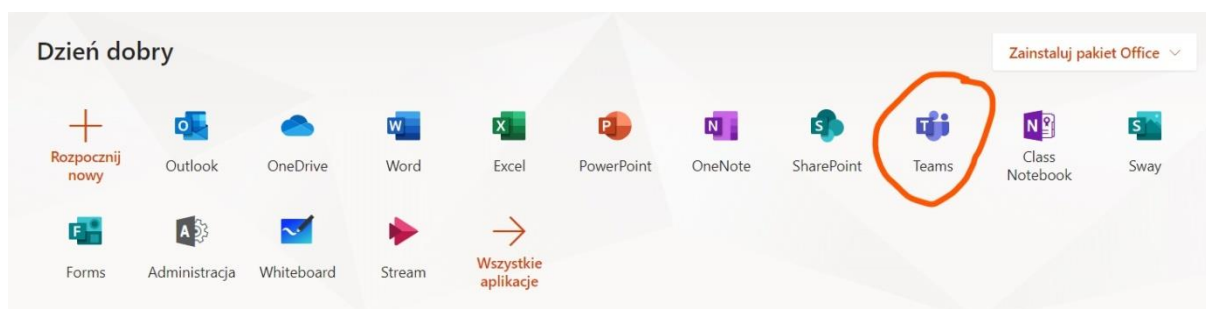 Dzień dobry
Zainstaluj pakiet Office
Rozpocznij
nowy
Outlook
OneDrive
Word
Excel
PowerPoint
OneNote
SharePoint
Teams
Class
Notebook
Sway
Forms
Administracja
Whiteboard
Stream
Wszystkie
aplikacje